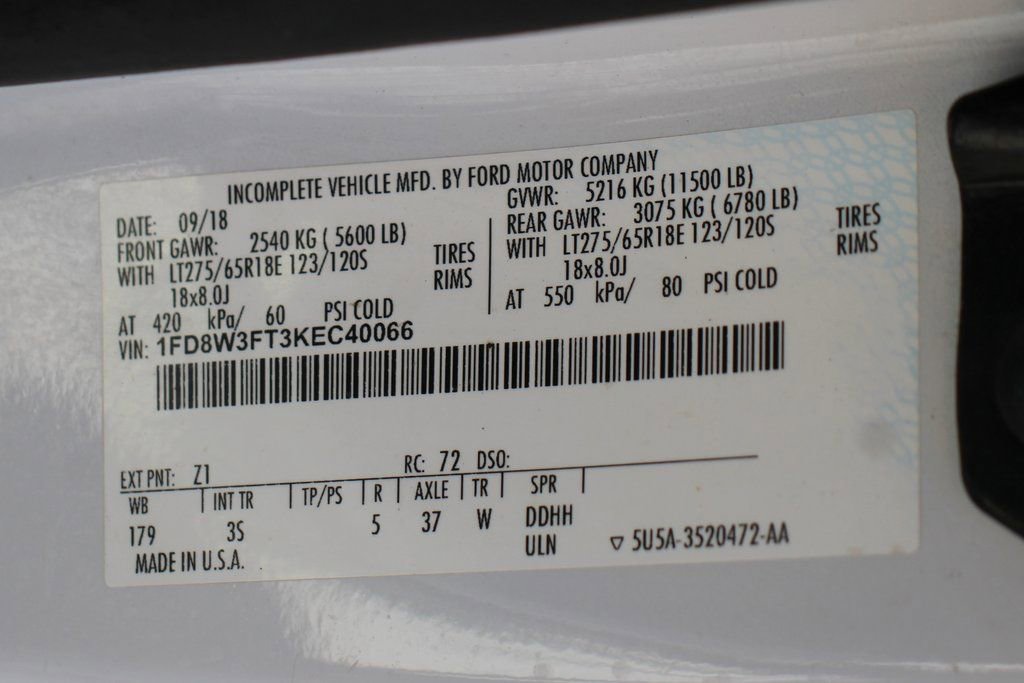 INCOMPLETE VEHICLE MFD. BY FORD MOTOR COMPANY
DATE: 09/18
FRONT GAWR: 2540 KG ( 5600 LB)
WITH LT275/65R18E 123/120S TIRES
18x8.0J RIMS
AT 420 kPa/ 60 PSI COLD
GVWR: 5216 KG (11500 LB)
REAR GAWR: 3075 KG ( 6780 LB)
WITH LT275/65R18E 123/120S TIRES
18x8.0J RIMS
AT 550 kPa/ 80 PSI COLD
VIN: 1FD8W3FT3KEC40066
EXT PNT: Z1 RC: 72 DSO:
WB INT TR TP/PS R AXLE TR SPR
179 3S 5 37 W DDHH
MADE IN U.S.A. ULN ▽ 5U5A-3520472-AA